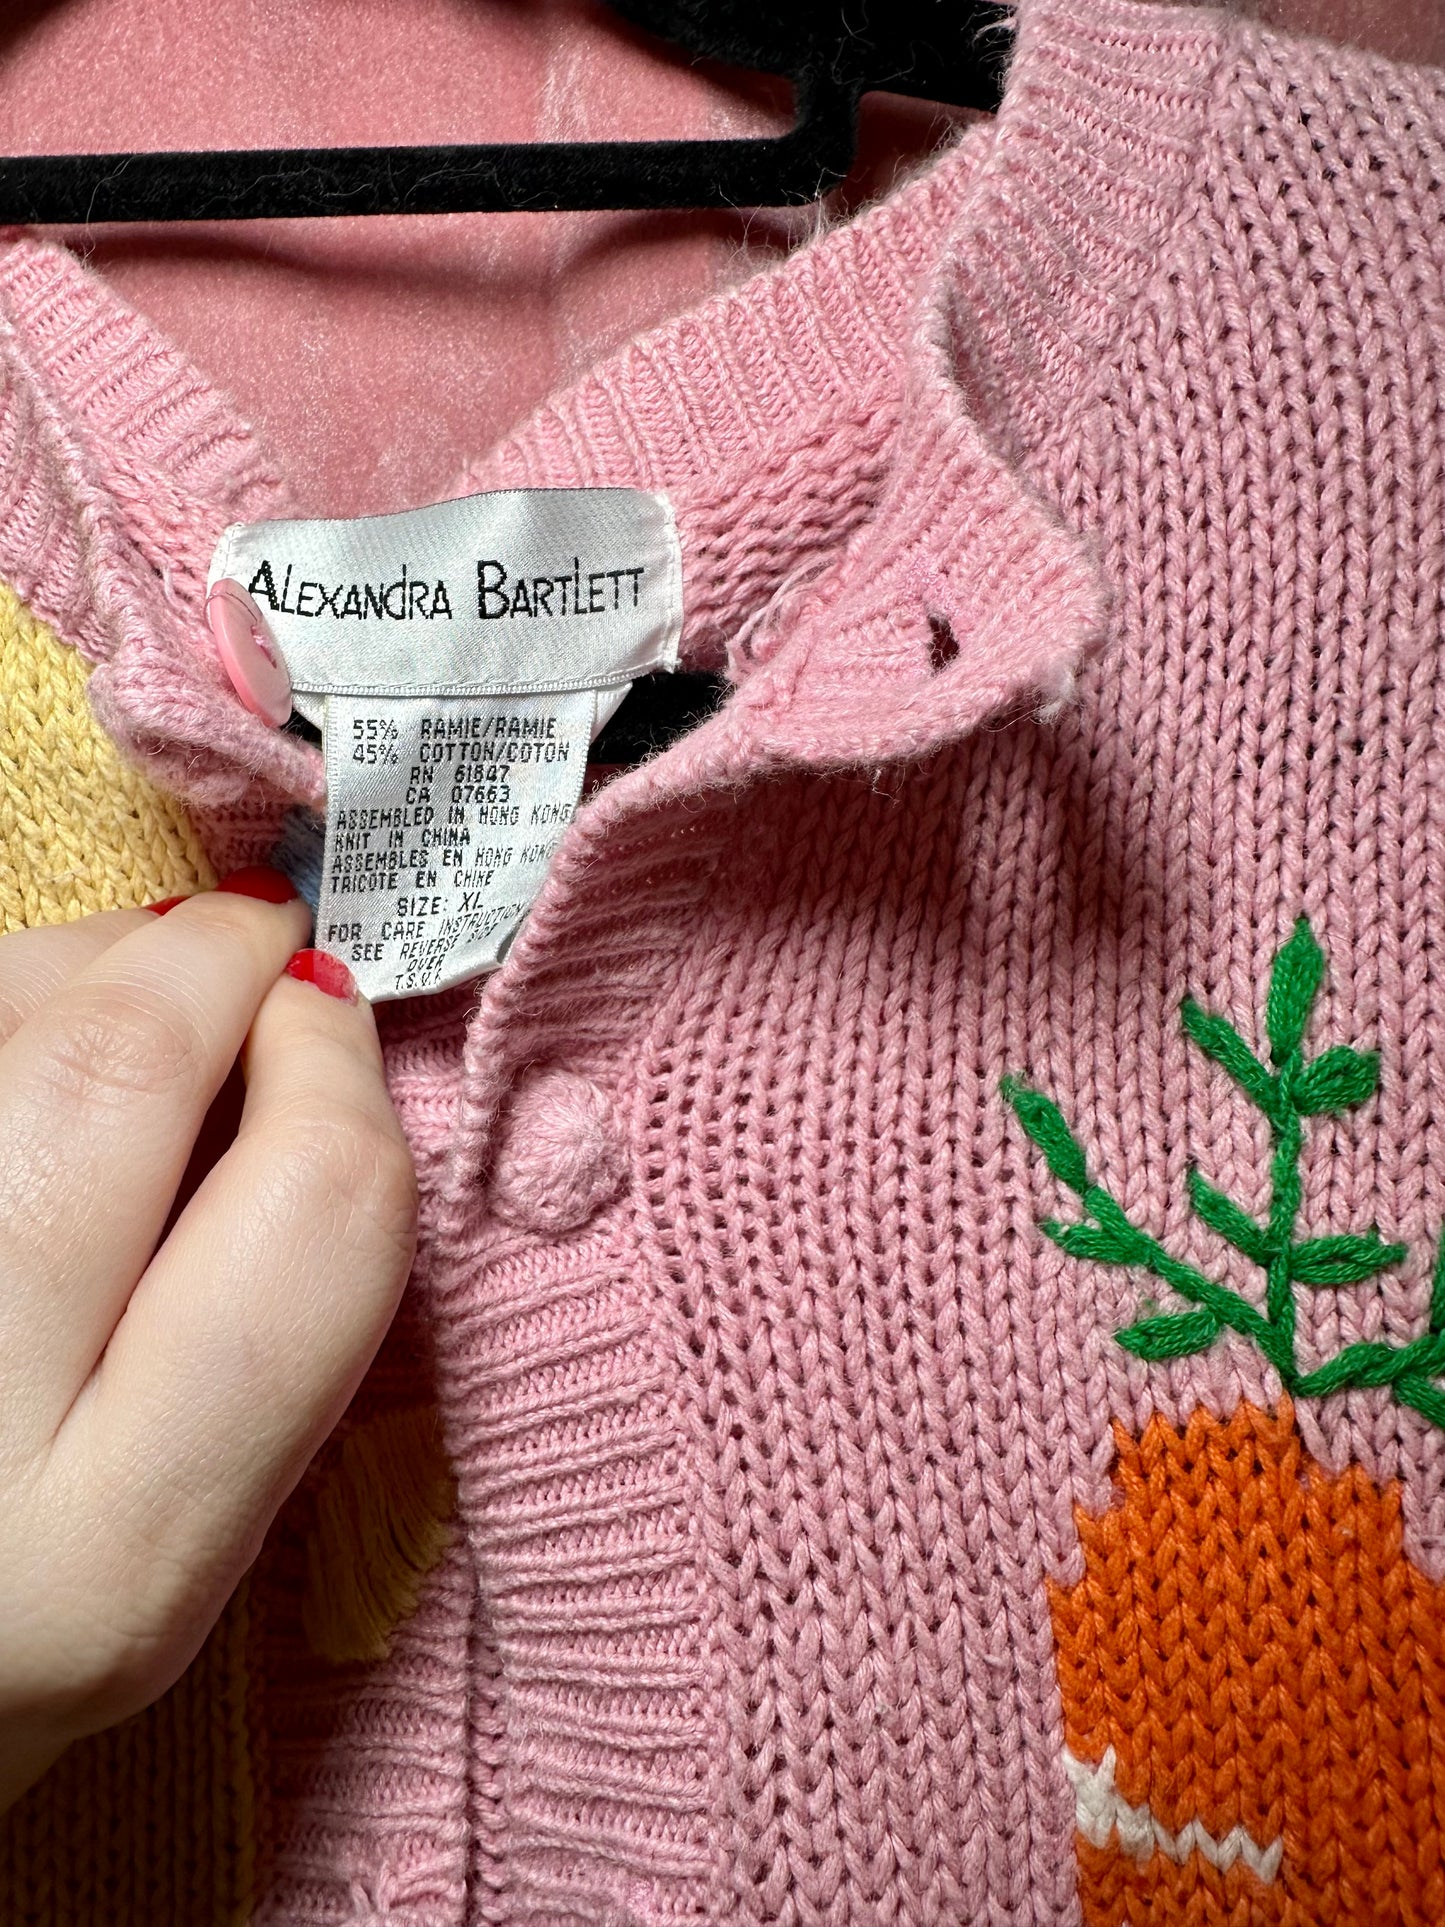 ALEXANDRA BARTLETT
55% RAMIE/RAMIE
45% COTTON/COTON
RN 61847
CA 07663
ASSEMBLED IN HONG KONG
KNIT IN CHINA
ASSEMBLES EN HONG KONG
TRICOTE EN CHINE
SIZE: XL
FOR CARE INSTRUCTION
SEE REVERSE SIDE
OVER
T.S.V.P.